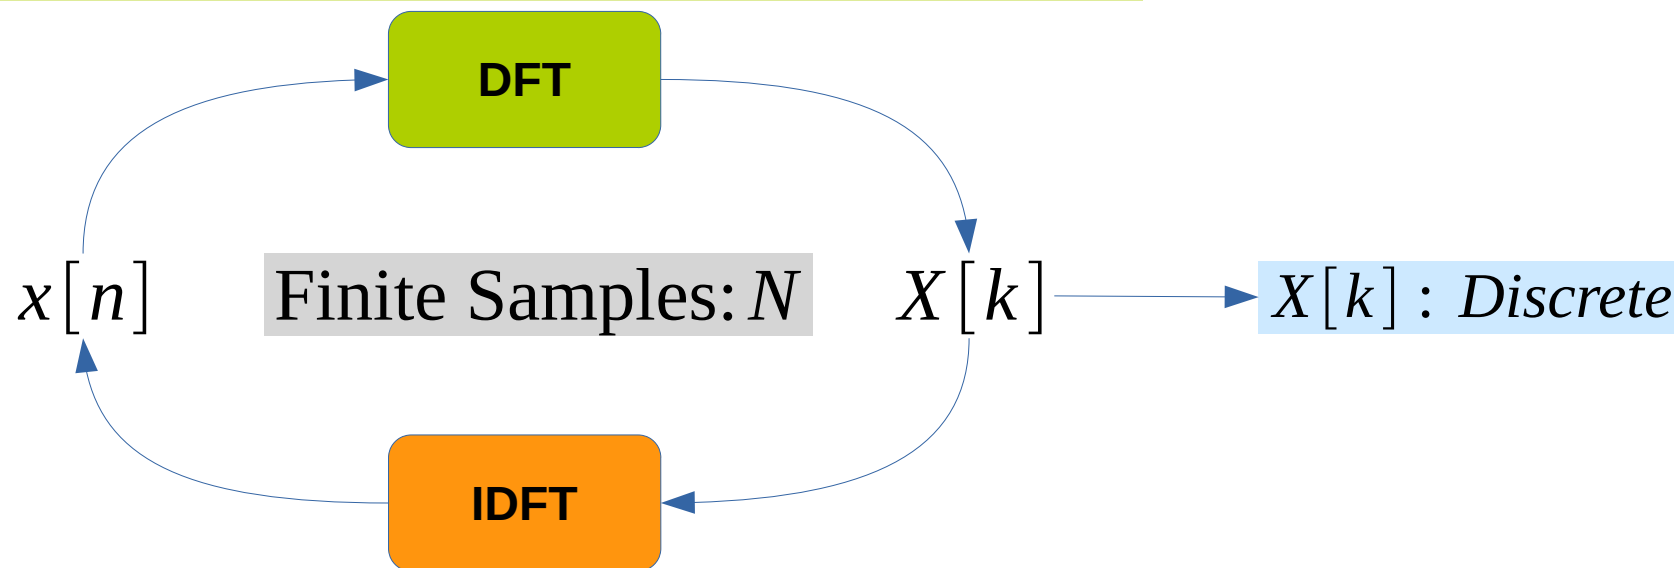 DFT
x[n]
Finite Samples: N
X[k]
X[k] : Discrete
IDFT